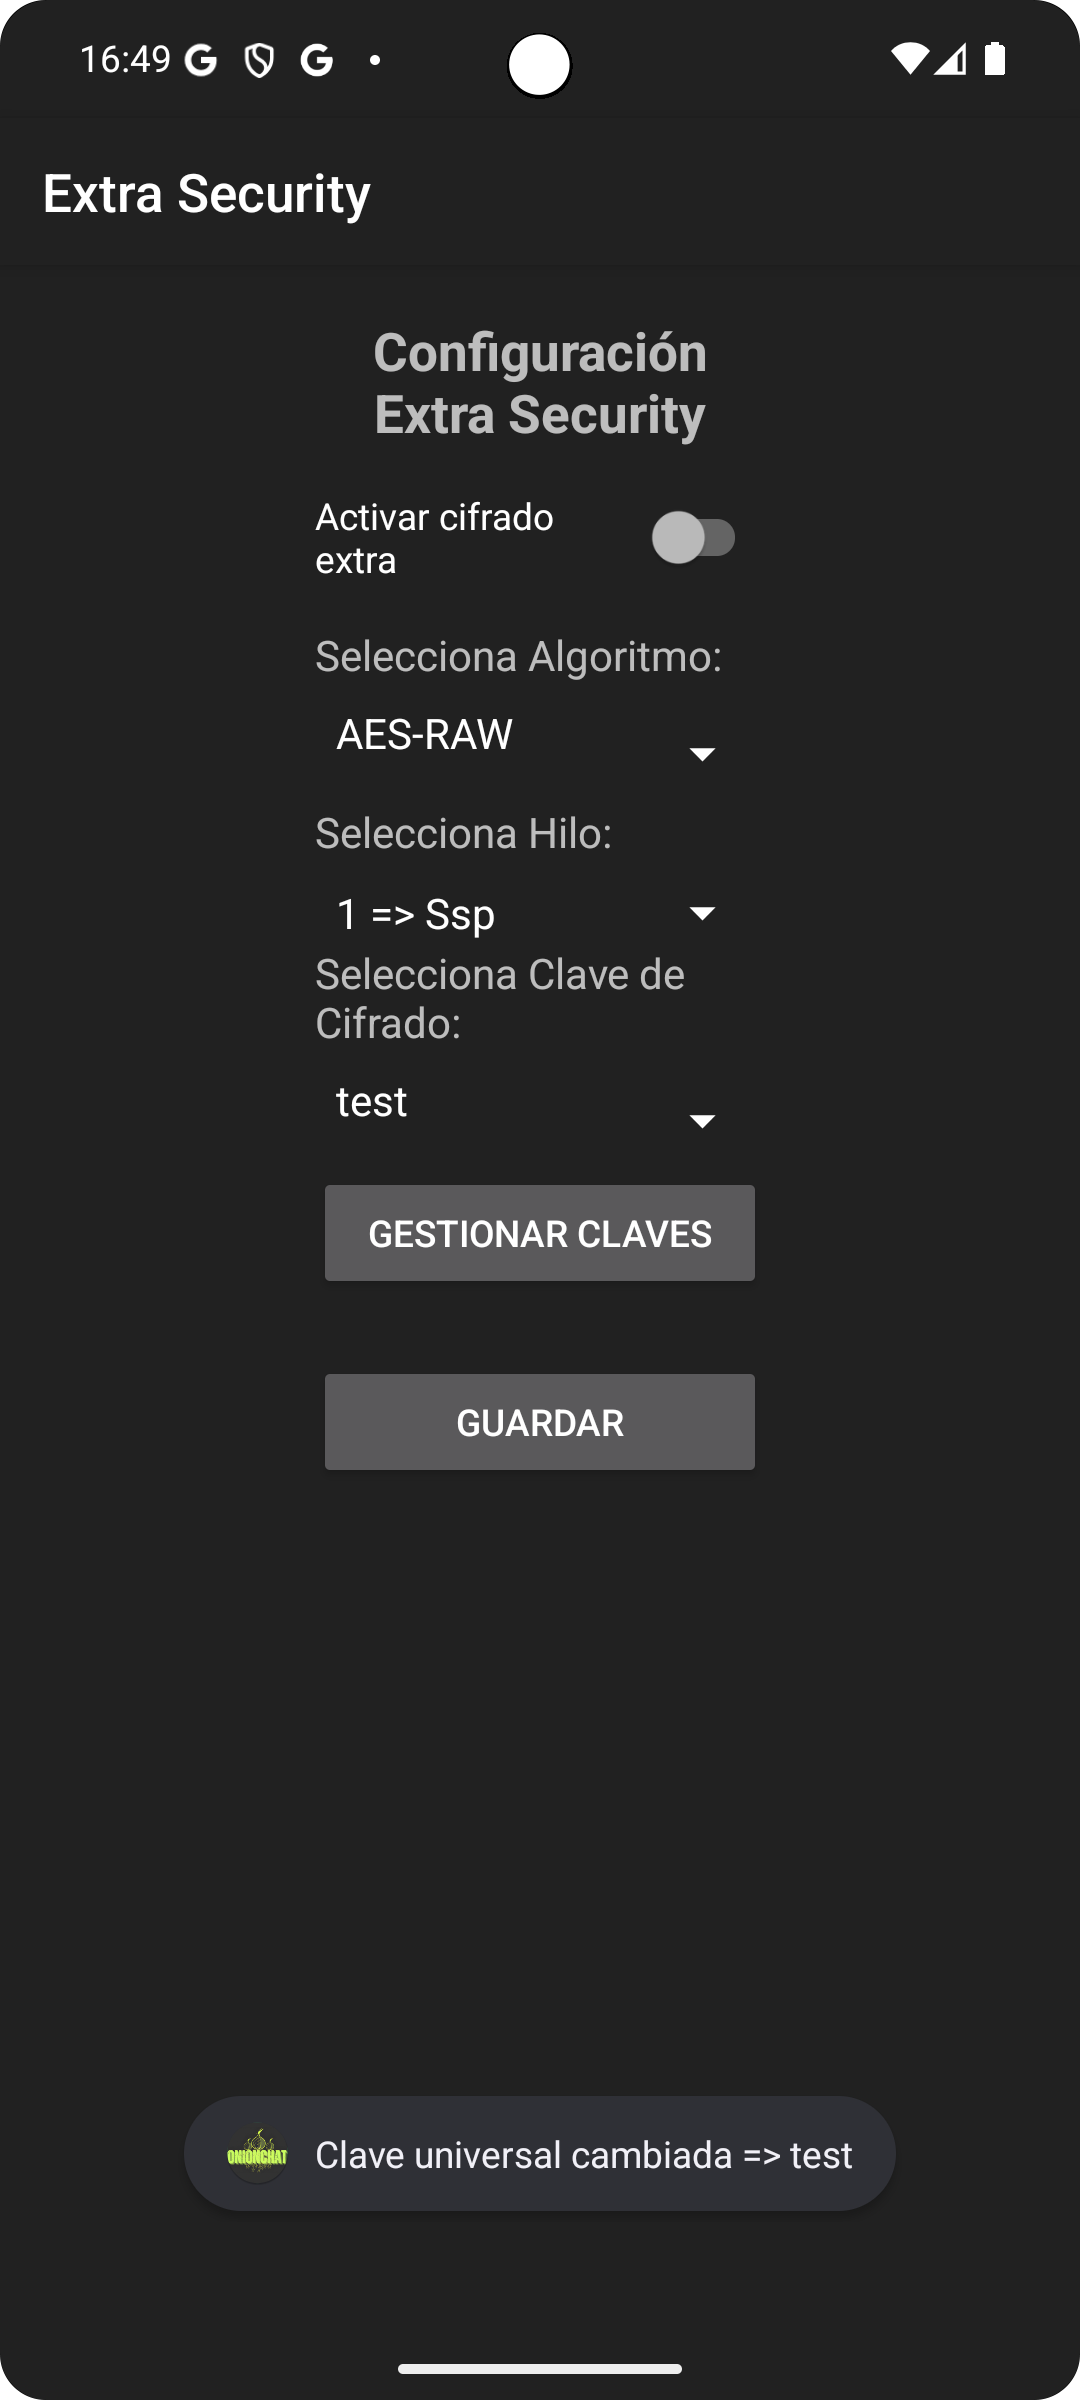 16:49
Extra Security
Configuración
Extra Security
Activar cifrado
extra
Selecciona Algoritmo:
AES-RAW
Selecciona Hilo:
1 => Ssp
Selecciona Clave de
Cifrado:
test
GESTIONAR CLAVES
GUARDAR
ONIONCHAT
Clave universal cambiada => test